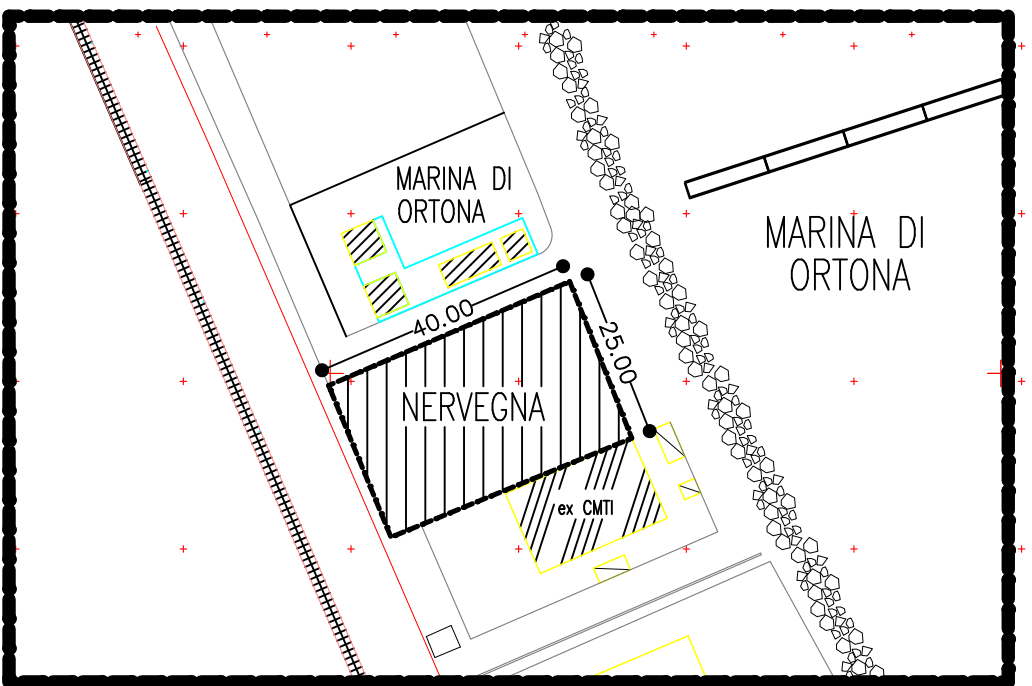 MARINA DI
ORTONA
MARINA DI
ORTONA
40.00
25.00
NERVEGNA
ex CMTI